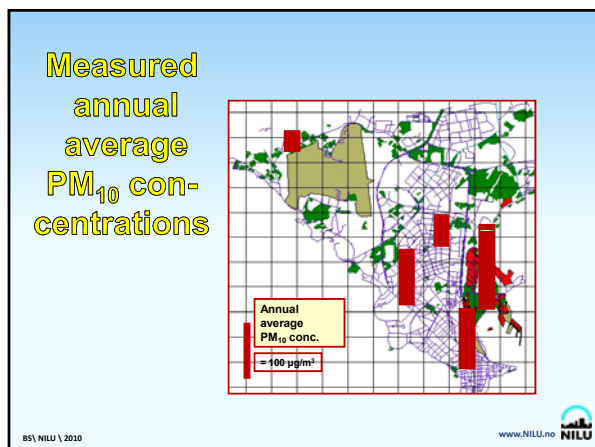 Measured
annual
average
PM₁₀ con-
centrations
Annual
average
PM₁₀ conc.
= 100 µg/m³
BS\ NILU \ 2010
www.NILU.no
NILU